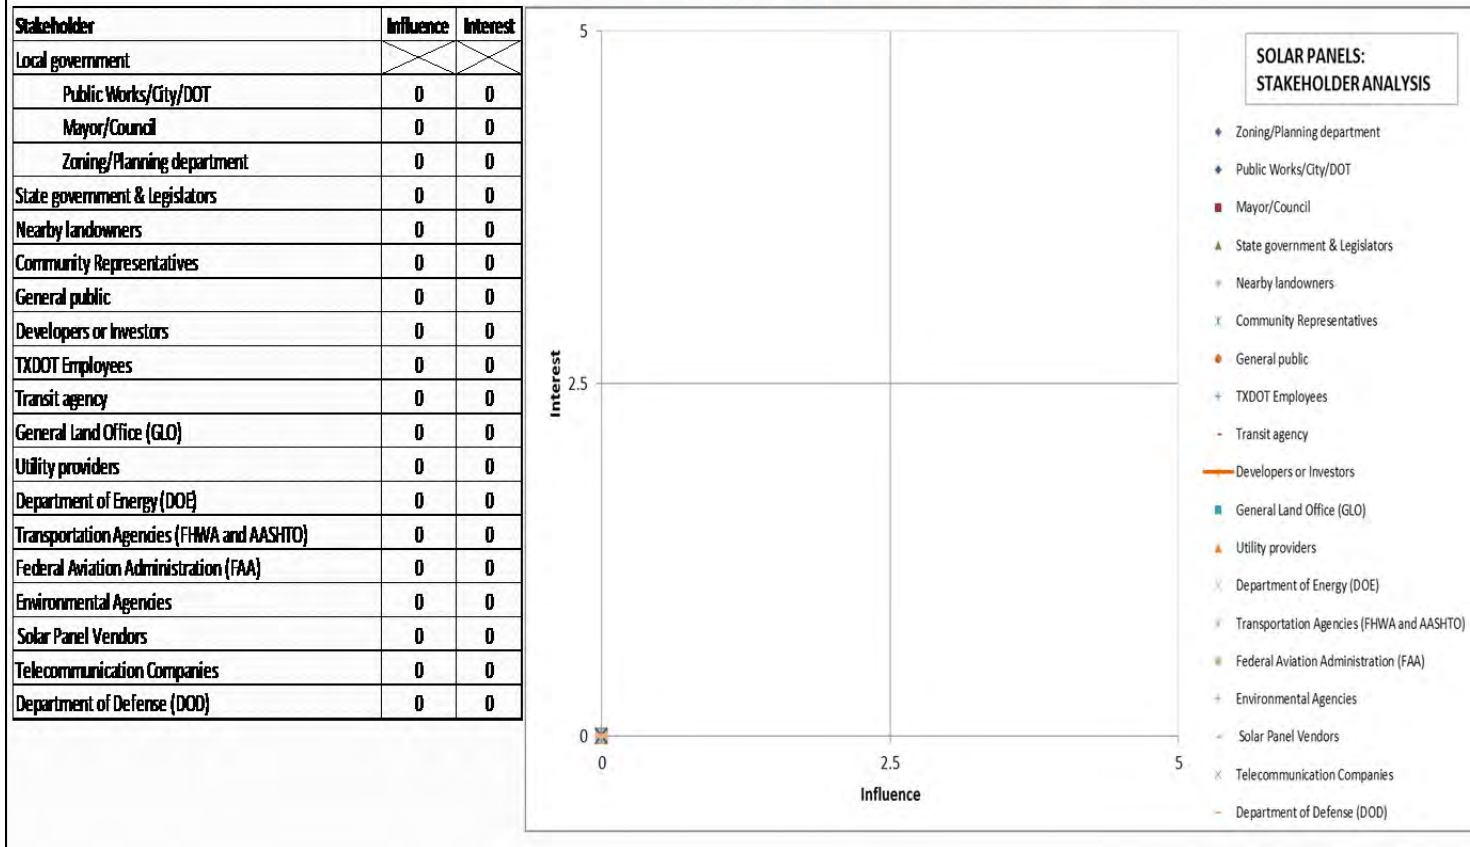 Stakeholder Influence Interest
Local government
Public Works/City/DOT 0 0
Mayor/Council 0 0
Zoning/Planning department 0 0
State government & Legislators 0 0
Nearby landowners 0 0
Community Representatives 0 0
General public 0 0
Developers or Investors 0 0
TXDOT Employees 0 0
Transit agency 0 0
General Land Office (GLO) 0 0
Utility providers 0 0
Department of Energy (DOE) 0 0
Transportation Agencies (FHWA and AASHTO) 0 0
Federal Aviation Administration (FAA) 0 0
Environmental Agencies 0 0
Solar Panel Vendors 0 0
Telecommunication Companies 0 0
Department of Defense (DOD) 0 0
5
2.5
0
Interest
0 2.5 5
Influence
SOLAR PANELS:
STAKEHOLDER ANALYSIS
Zoning/Planning department
Public Works/City/DOT
Mayor/Council
State government & Legislators
Nearby landowners
Community Representatives
General public
TXDOT Employees
Transit agency
Developers or Investors
General Land Office (GLO)
Utility providers
Department of Energy (DOE)
Transportation Agencies (FHWA and AASHTO)
Federal Aviation Administration (FAA)
Environmental Agencies
Solar Panel Vendors
Telecommunication Companies
Department of Defense (DOD)